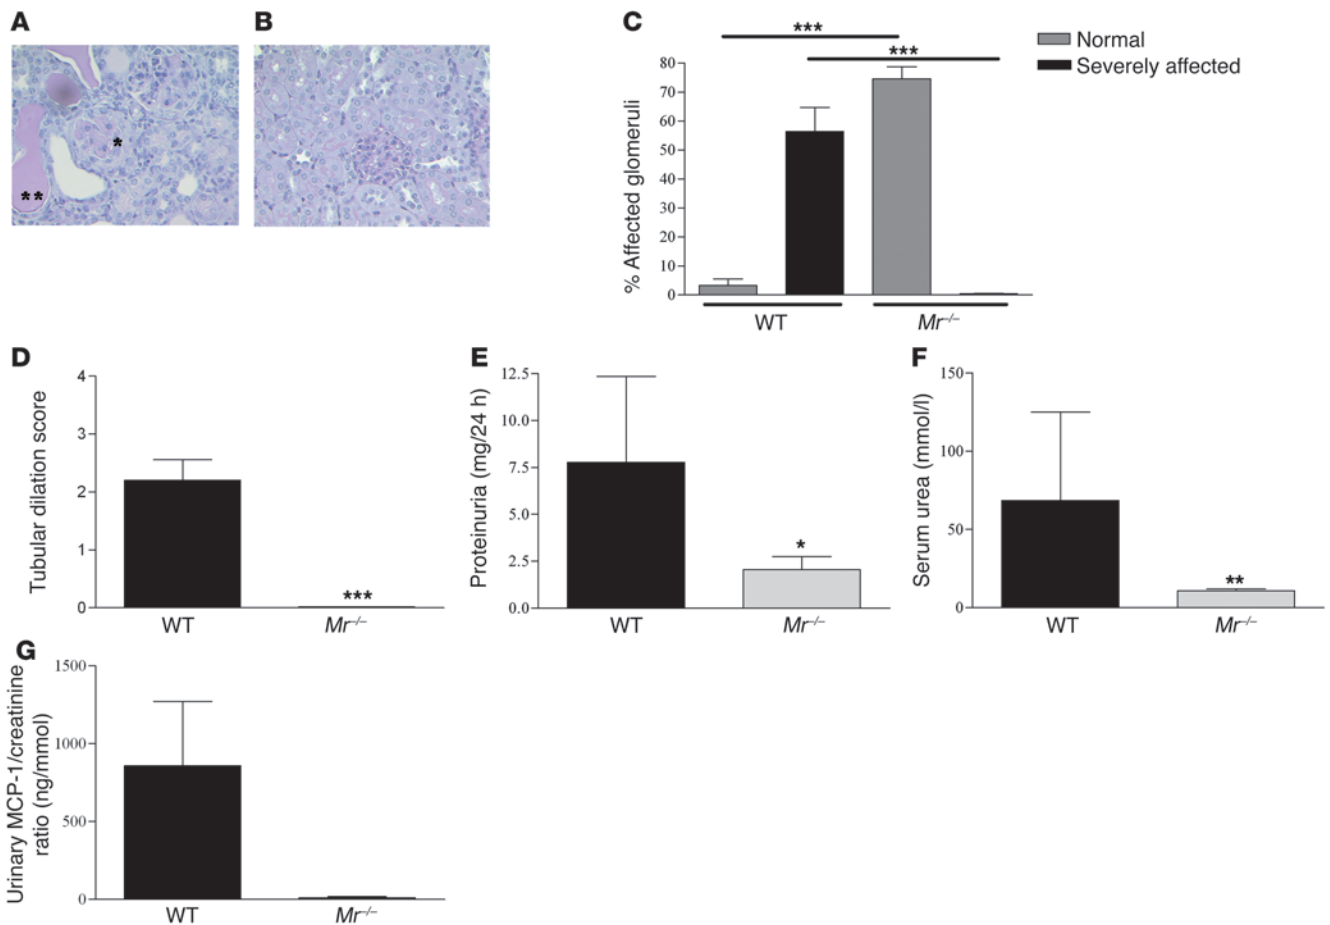 A
B
*
**
C
***
***
Normal
Severely affected
% Affected glomeruli
80
70
60
50
40
30
20
10
0
WT
Mr–/–
D
Tubular dilation score
4
3
2
1
0
***
WT
Mr–/–
E
Proteinuria (mg/24 h)
12.5
10.0
7.5
5.0
2.5
0.0
*
WT
Mr–/–
F
Serum urea (mmol/l)
150
100
50
0
**
WT
Mr–/–
G
Urinary MCP-1/creatinine
ratio (ng/mmol)
1500
1000
500
0
WT
Mr–/–